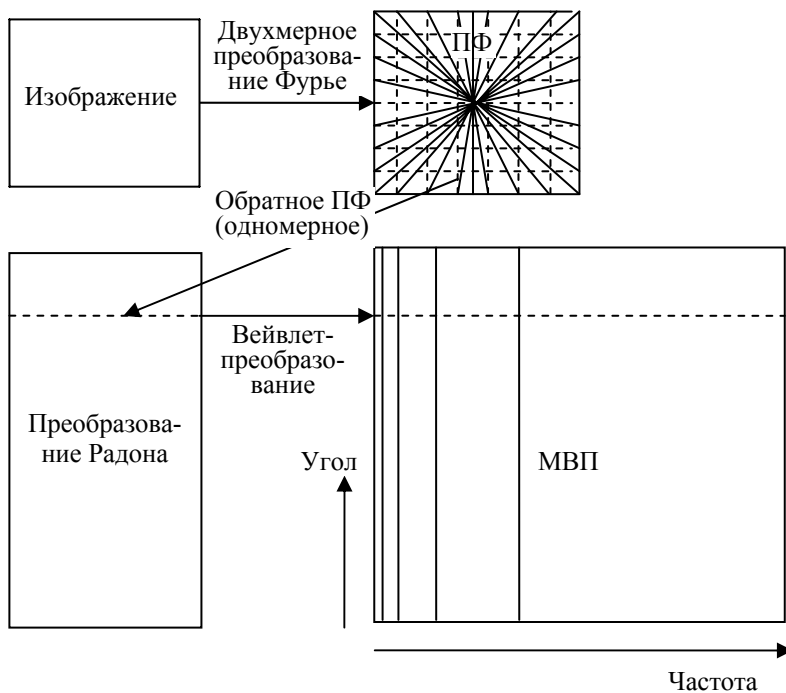 Изображение
Двухмерное
преобразова-
ние Фурье
ПФ
Обратное ПФ
(одномерное)
Вейвлет-
преобразо-
вание
Преобразова-
ние Радона
Угол
МВП
Частота